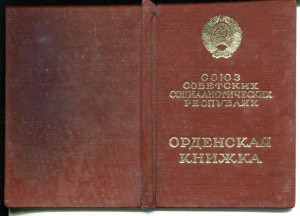 СОЮЗ
СОВЕТСКИХ
СОЦИАЛИСТИЧЕСКИХ
РЕСПУБЛИК
ОРДЕНСКАЯ
КНИЖКА